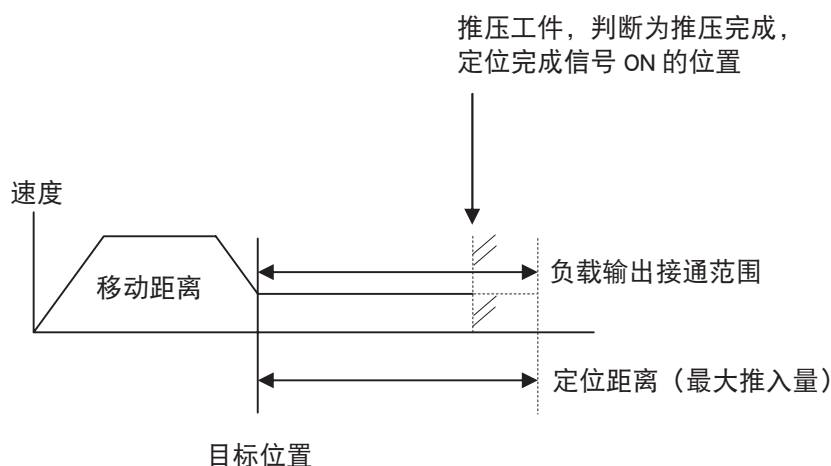 推压工件，判断为推压完成，
定位完成信号 ON 的位置
速度
移动距离
负载输出接通范围
定位距离（最大推入量）
目标位置